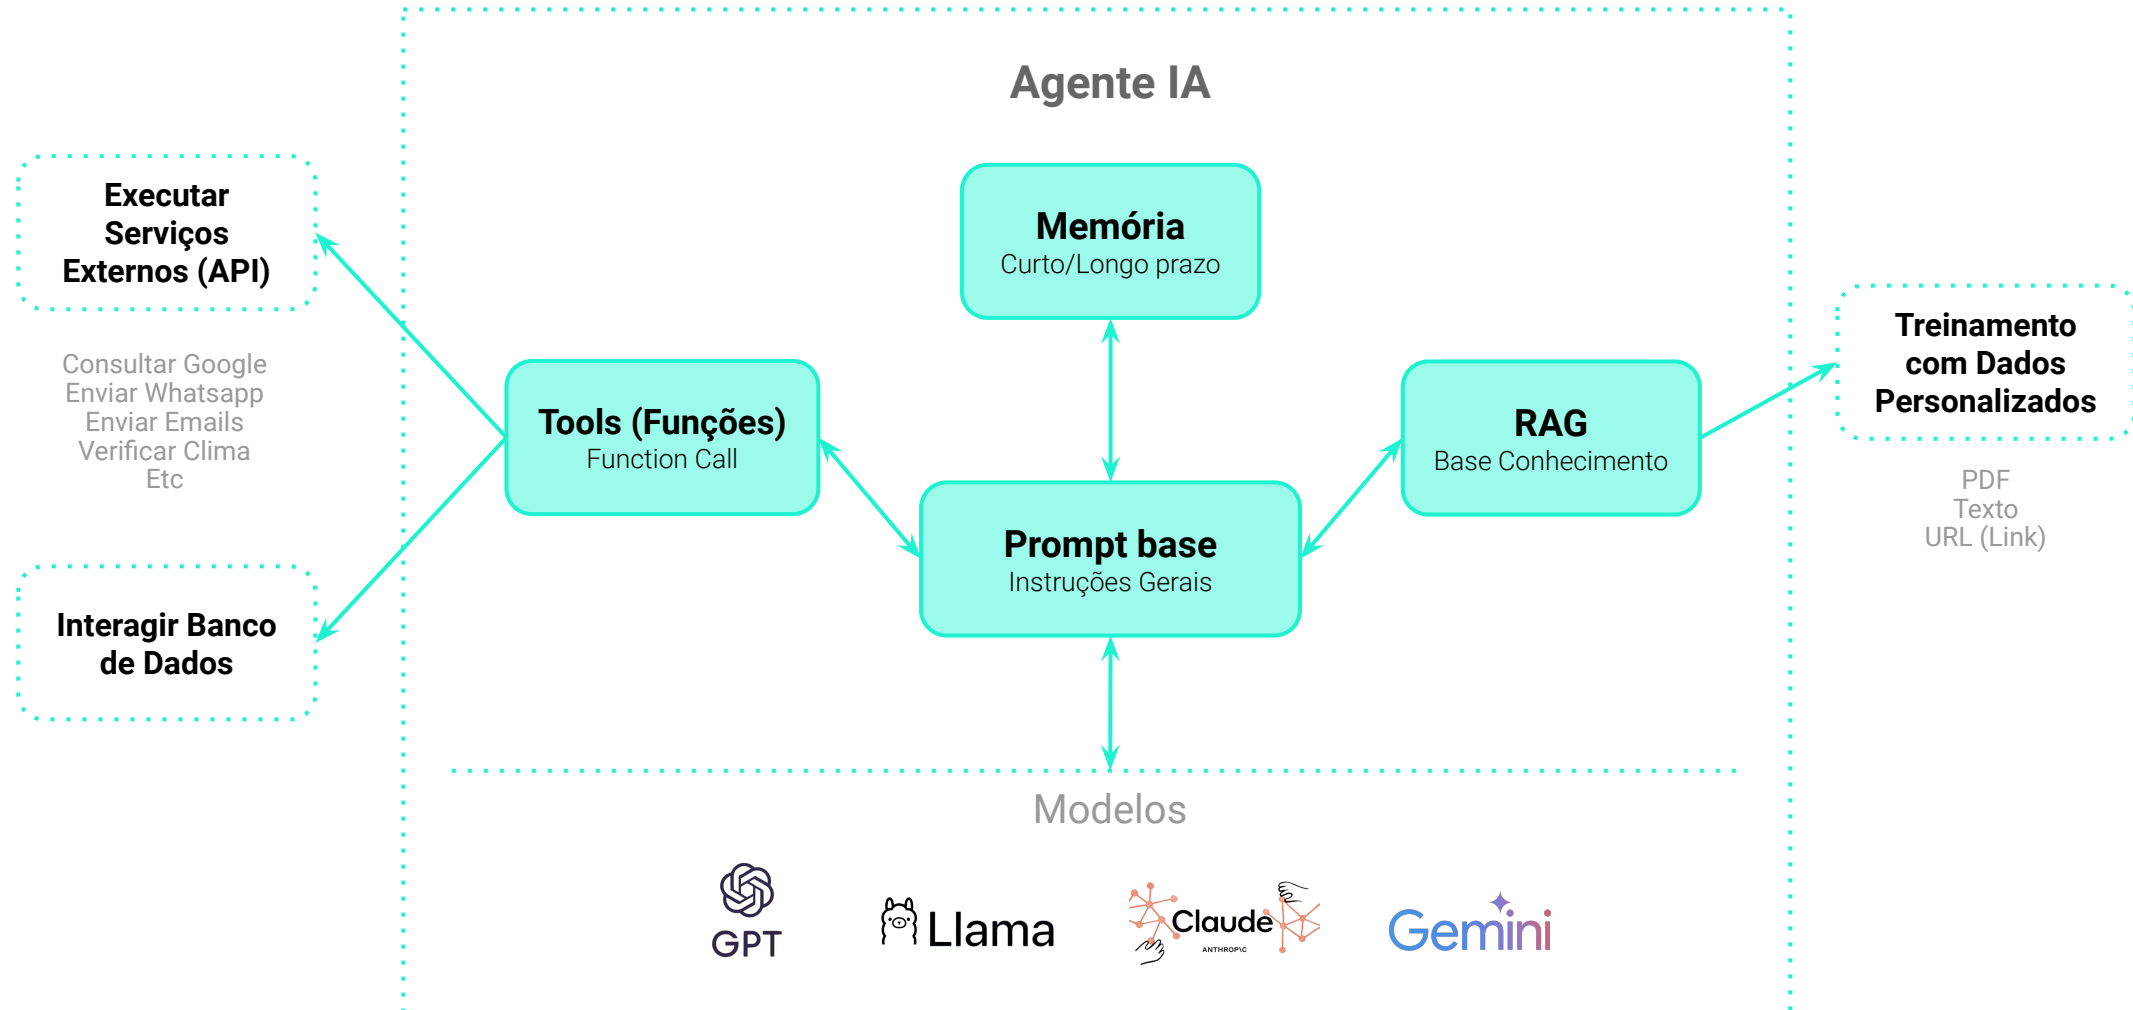 Agente IA
Executar
Serviços
Externos (API)
Consultar Google
Enviar Whatsapp
Enviar Emails
Verificar Clima
Etc
Interagir Banco
de Dados
Tools (Funções)
Function Call
Memória
Curto/Longo prazo
Prompt base
Instruções Gerais
RAG
Base Conhecimento
Treinamento
com Dados
Personalizados
PDF
Texto
URL (Link)
Modelos
GPT
Llama
Claude
ANTHROP\C
Gemini